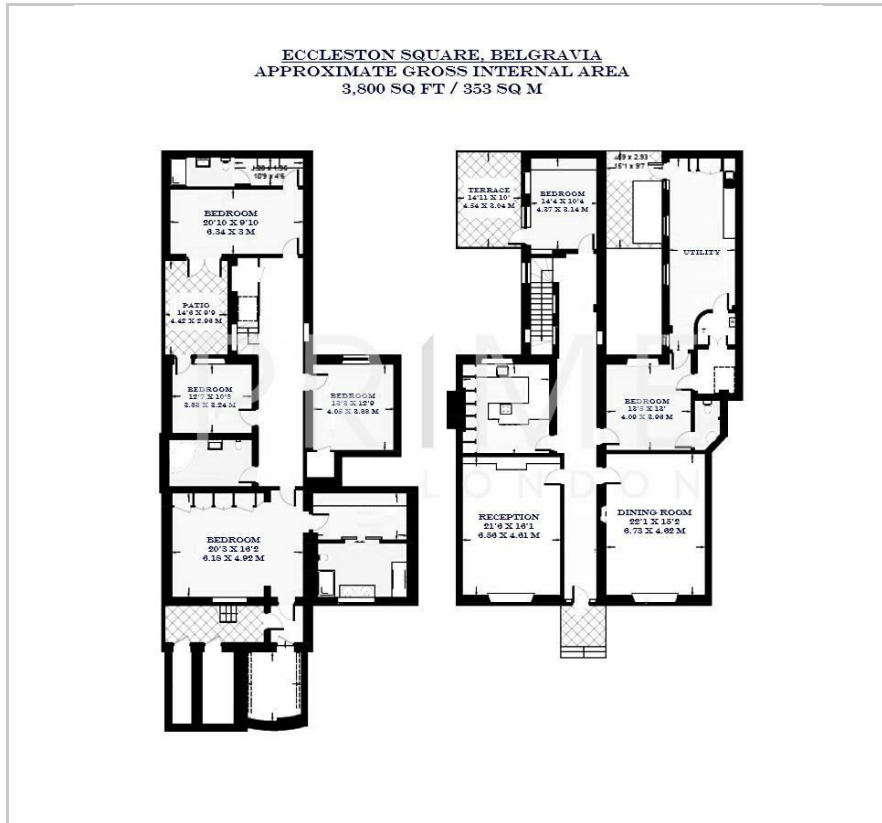 ECCLESTON SQUARE, BELGRAVIA
APPROXIMATE GROSS INTERNAL AREA
3,800 SQ FT / 353 SQ M
10'9 x 4'6
BEDROOM
20'10 X 9'10
6.34 X 3 M
PATIO
14'6 X 9'9
4.42 X 2.96 M
BEDROOM
BEDROOM
4.05 X 3.88 M
BEDROOM
20'3 X 16'2
6.18 X 4.92 M
TERRACE
14'11 X 10'
4.54 X 3.04 M
BEDROOM
14'4 X 10'4
4.37 X 3.14 M
15'1 x 9'7
UTILITY
BEDROOM
13'5 X 13'
4.09 X 3.96 M
RECEPTION
21'6 X 16'1
6.56 X 4.61 M
DINING ROOM
22'1 X 15'2
6.73 X 4.62 M
PRIME
LONDON